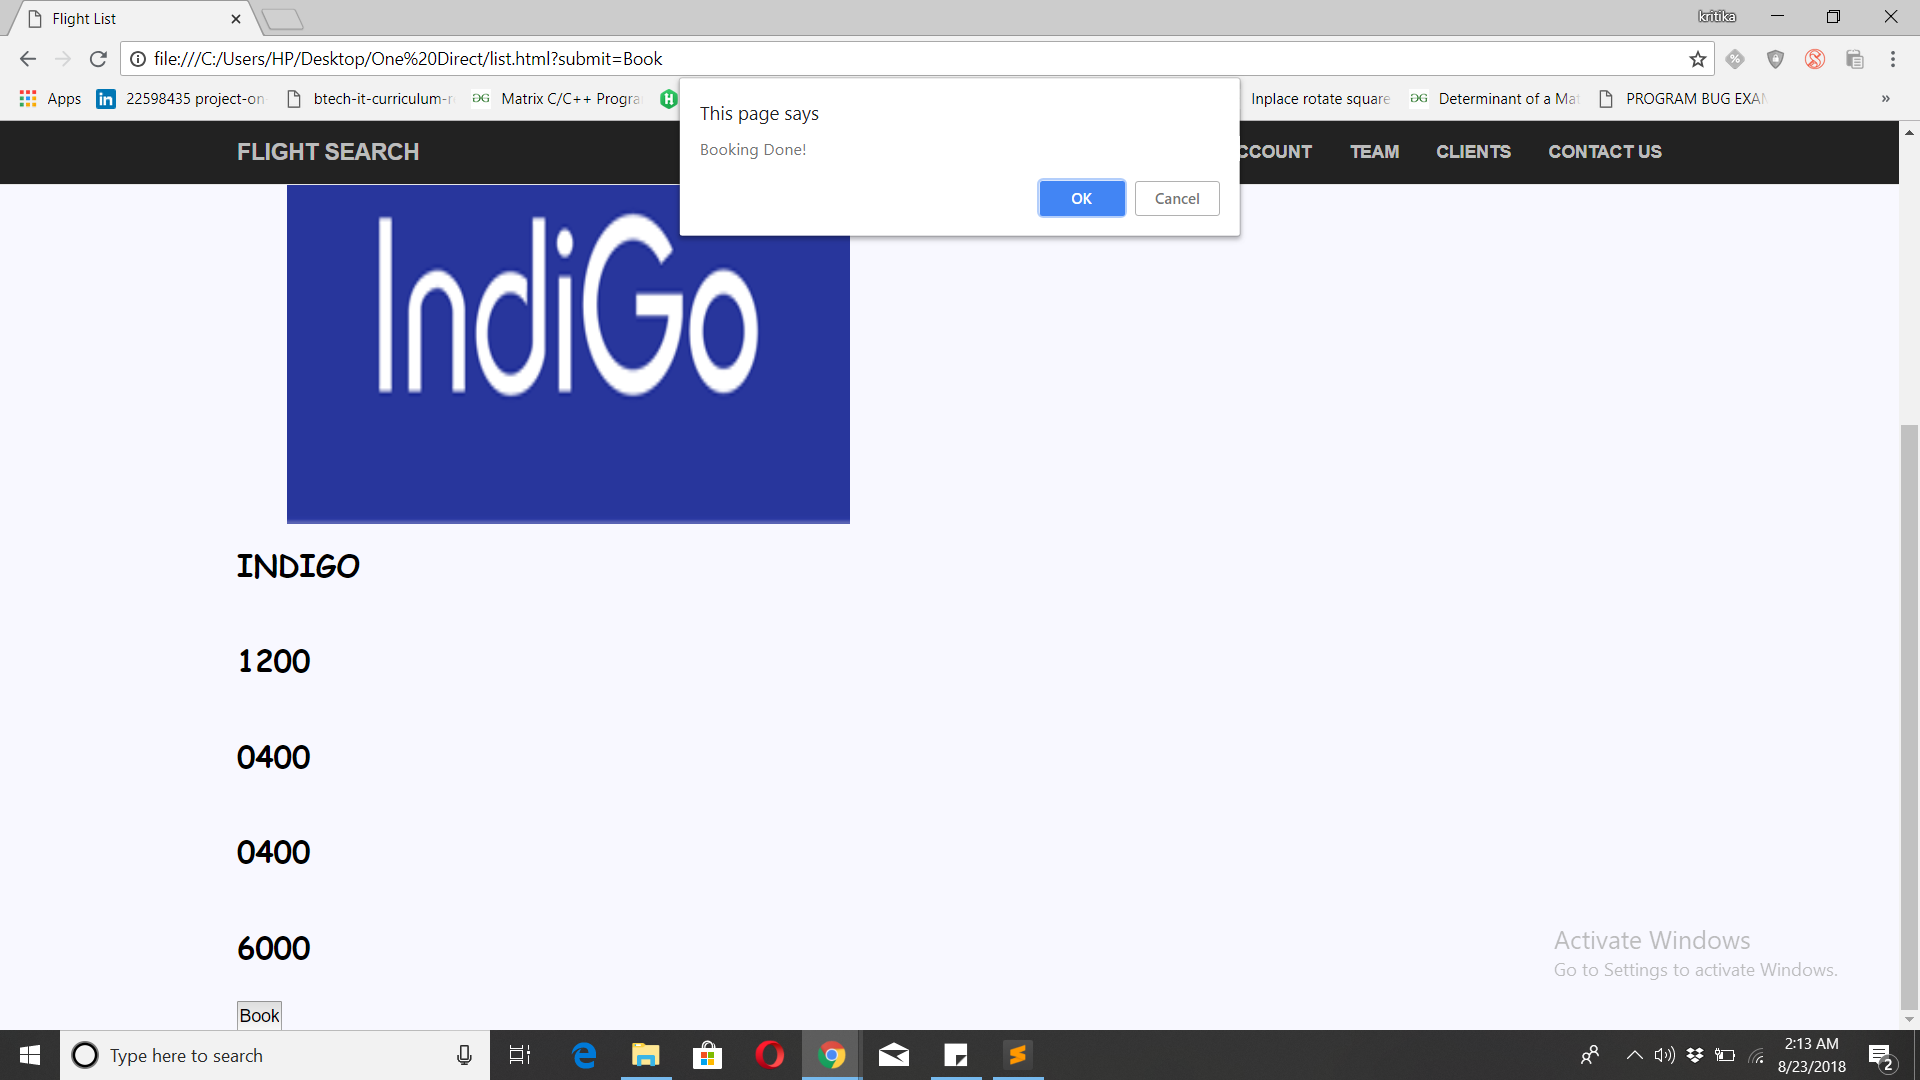 Flight List
kritika
file:///C:/Users/HP/Desktop/One%20Direct/list.html?submit=Book
Apps
22598435 project-on
btech-it-curriculum-r
Matrix C/C++ Progra
Inplace rotate square
Determinant of a Mat
PROGRAM BUG EXAM
»
This page says
Booking Done!
OK
Cancel
FLIGHT SEARCH
CCOUNT
TEAM
CLIENTS
CONTACT US
IndiGo
INDIGO
1200
0400
0400
6000
Book
Activate Windows
Go to Settings to activate Windows.
Type here to search
2:13 AM
8/23/2018
2